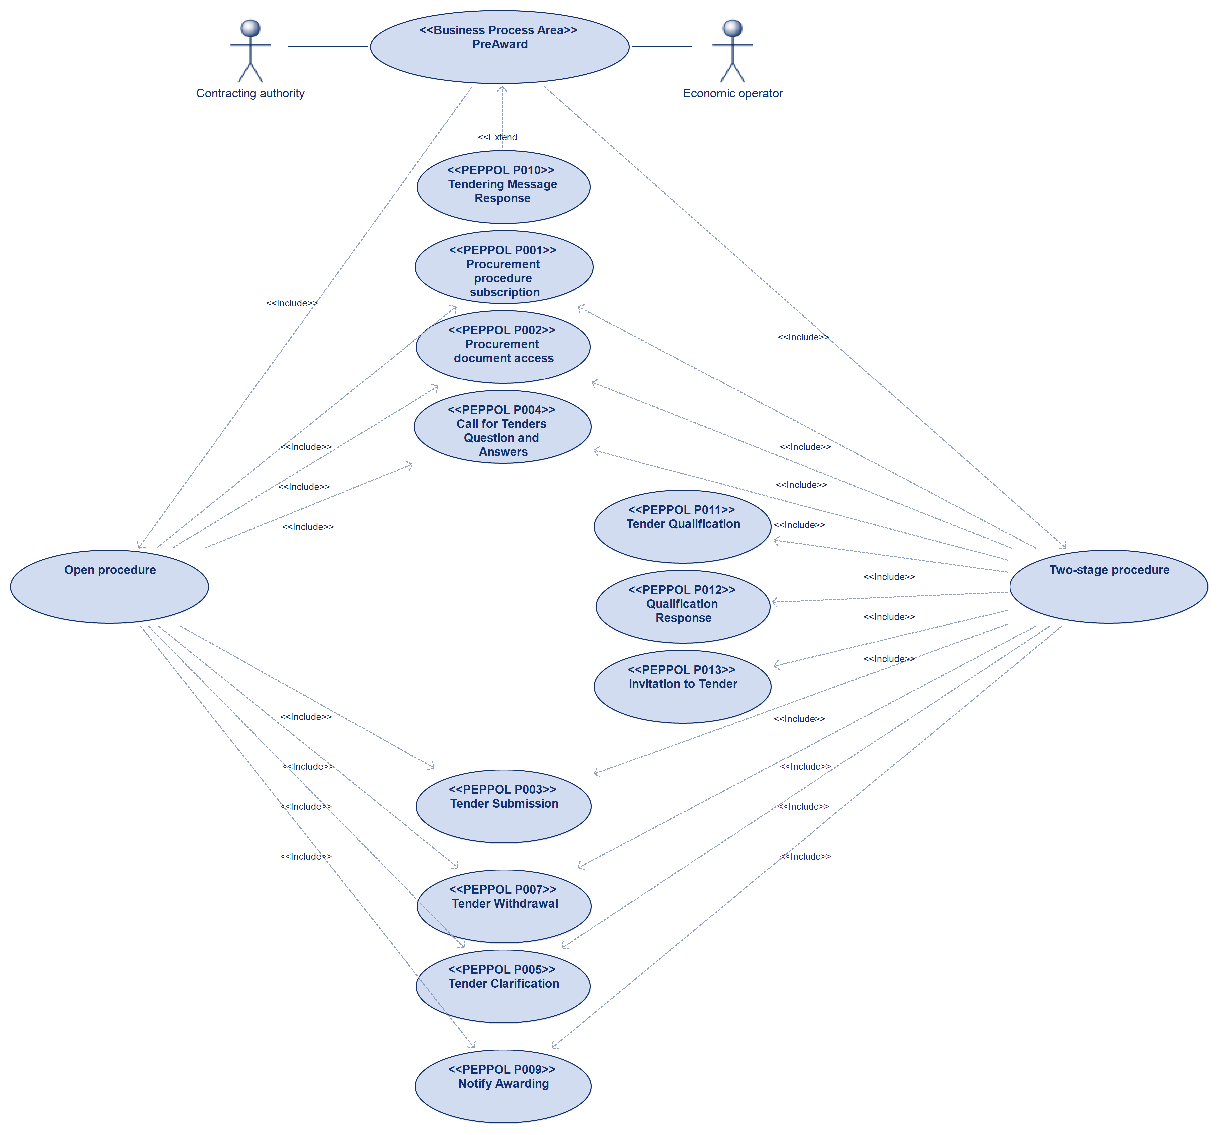 <<Business Process Area>>
PreAward
Contracting authority
Economic operator
<<Extend
<<PEPPOL P010>>
Tendering Message
Response
<<PEPPOL P001>>
Procurement
procedure
subscription
<<Include>>
<<PEPPOL P002>>
Procurement
document access
<<Include>>
<<PEPPOL P004>>
Call for Tenders
Question and
Answers
<<Include>>
<<Include>>
<<Include>>
<<Include>>
<<PEPPOL P011>>
Tender Qualification
<<Include>>
<<Include>>
Open procedure
Two-stage procedure
<<Include>>
<<PEPPOL P012>>
Qualification
Response
<<Include>>
<<Include>>
<<PEPPOL P013>>
Invitation to Tender
<<Include>>
<<Include>>
<<Include>>
<<Include>>
<<PEPPOL P003>>
Tender Submission
<<Include>>
<<Include>>
<<Include>>
<<Include>>
<<PEPPOL P007>>
Tender Withdrawal
<<PEPPOL P005>>
Tender Clarification
<<PEPPOL P009>>
Notify Awarding